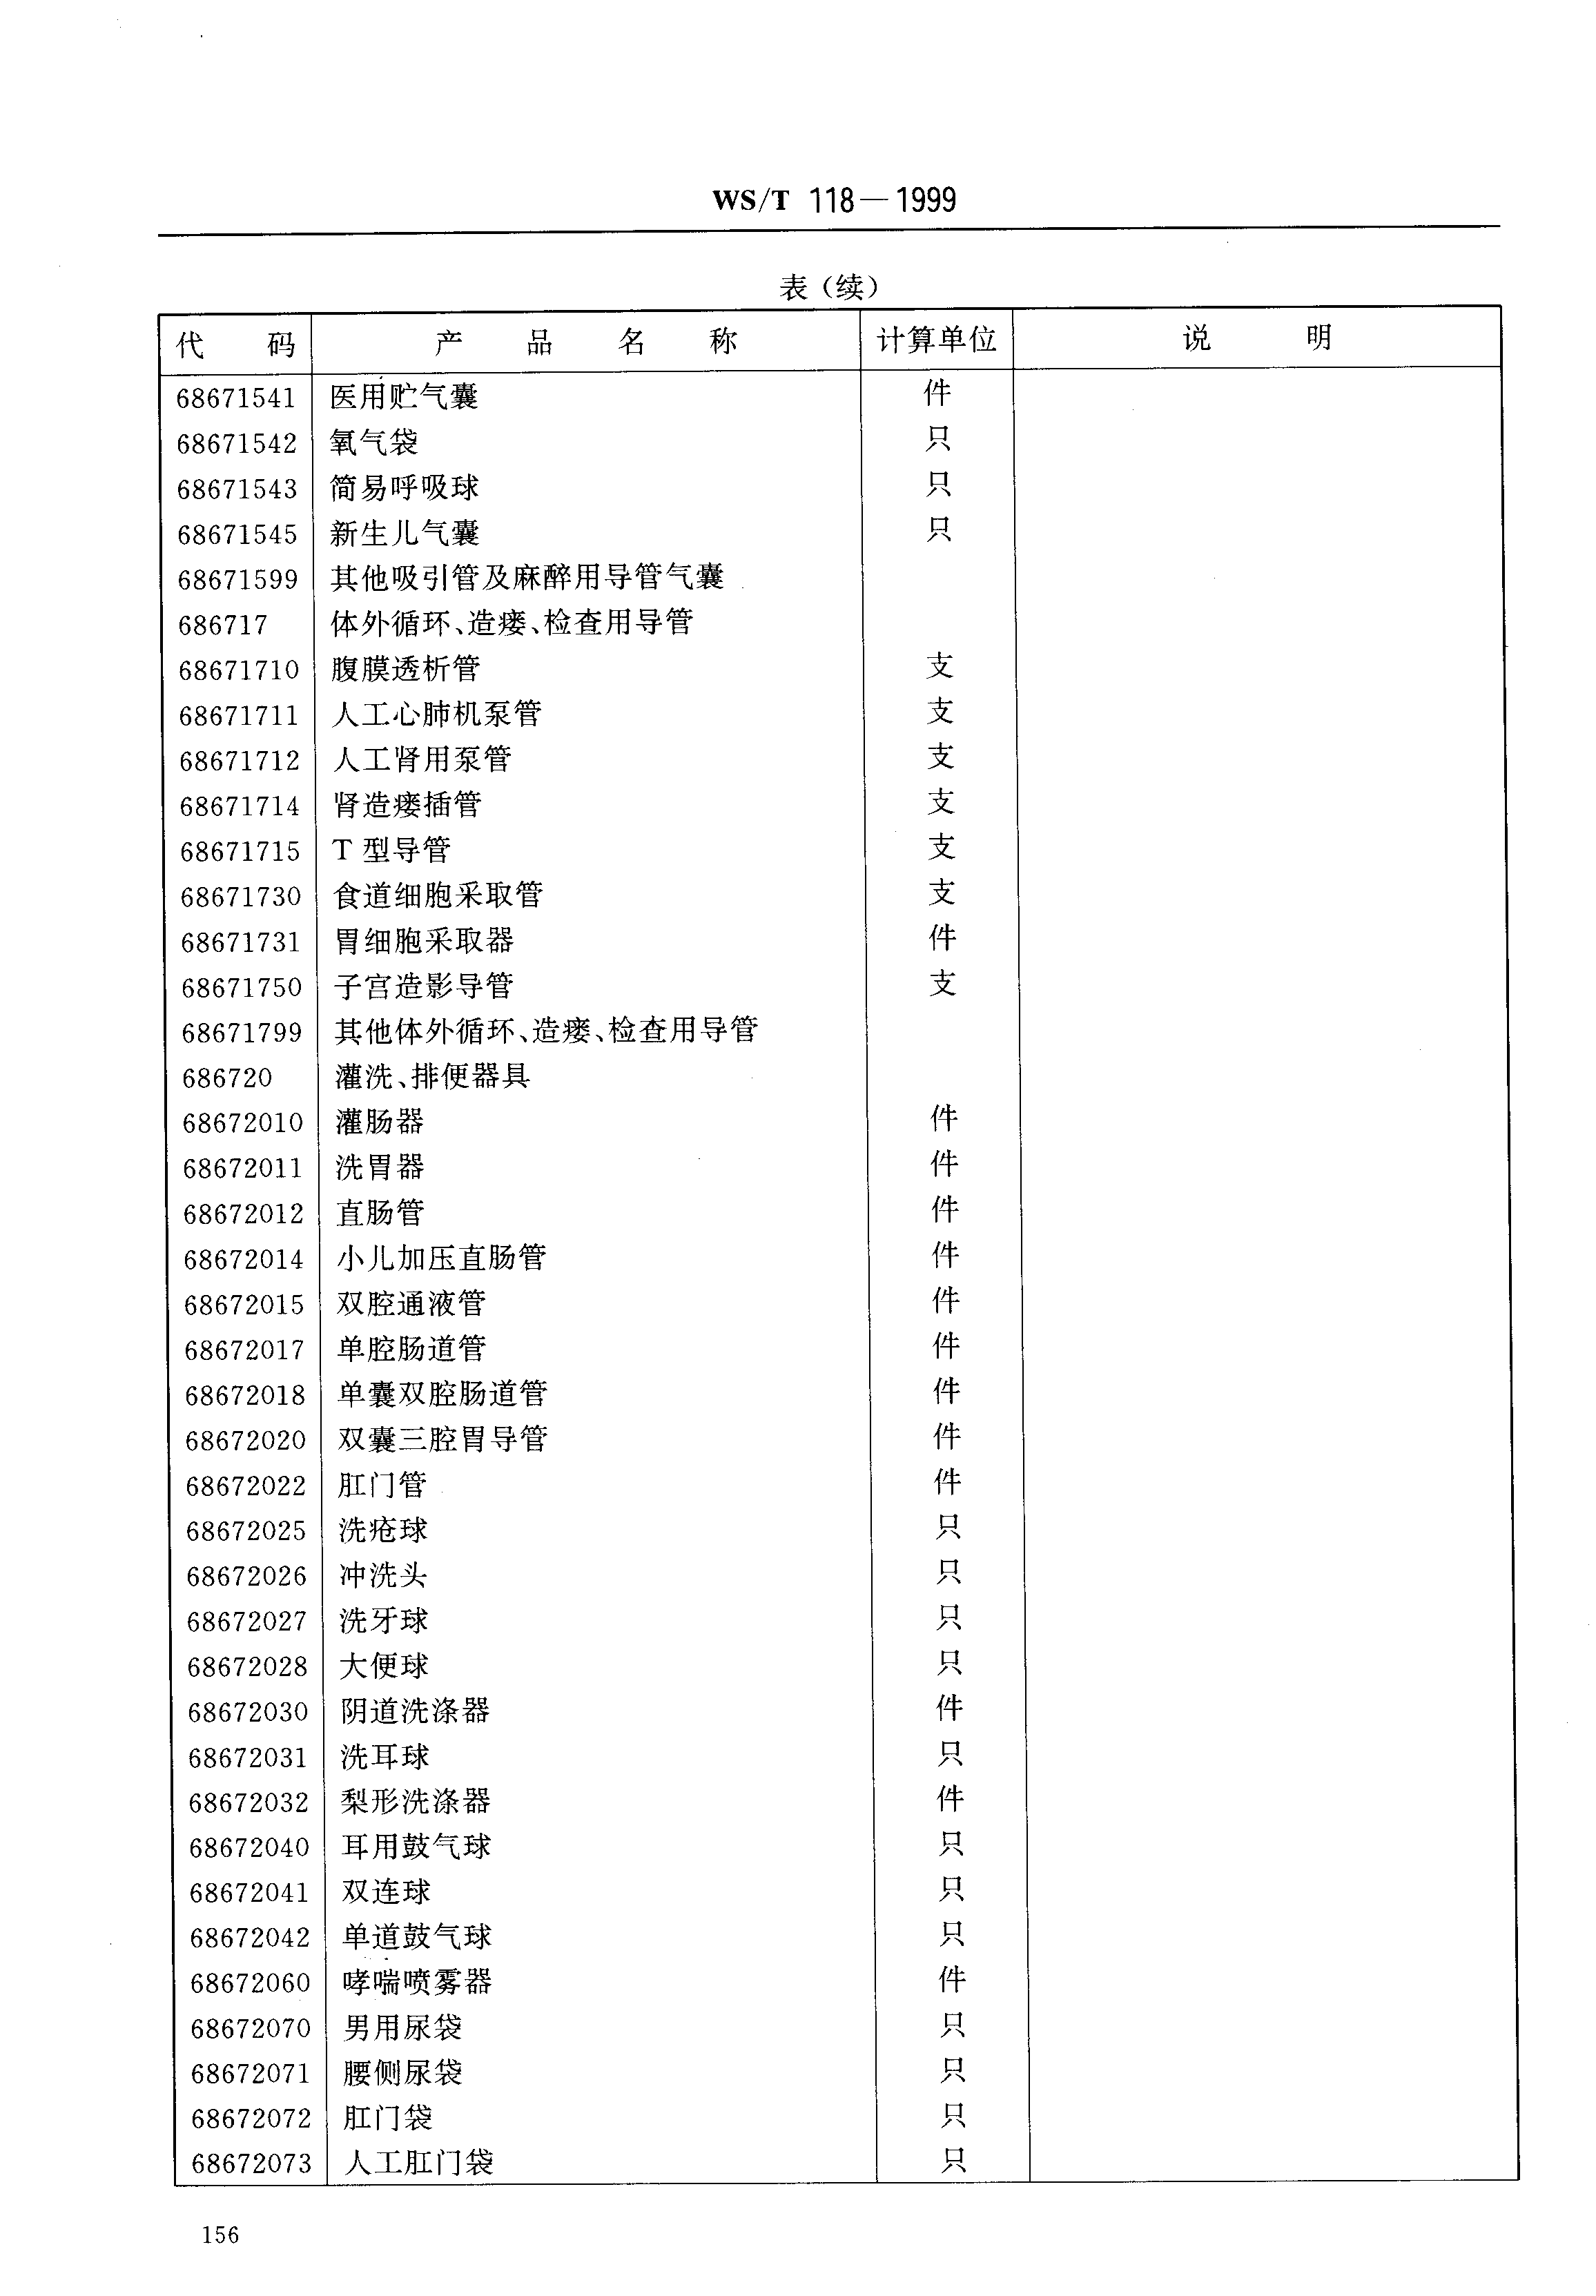 WS/T 118—1999
表（续）
代 码 产 品 名 称 计算单位 说 明
68671541 医用贮气囊 件
68671542 氧气袋 只
68671543 简易呼吸球 只
68671545 新生儿气囊 只
68671599 其他吸引管及麻醉用导管气囊
686717 体外循环、造瘘、检查用导管
68671710 腹膜透析管 支
68671711 人工心肺机泵管 支
68671712 人工肾用泵管 支
68671714 肾造瘘插管 支
68671715 T 型导管 支
68671730 食道细胞采取管 支
68671731 胃细胞采取器 件
68671750 子宫造影导管 支
68671799 其他体外循环、造瘘、检查用导管
686720 灌洗、排便器具
68672010 灌肠器 件
68672011 洗胃器 件
68672012 直肠管 件
68672014 小儿加压直肠管 件
68672015 双腔通液管 件
68672017 单腔肠道管 件
68672018 单囊双腔肠道管 件
68672020 双囊三腔胃导管 件
68672022 肛门管 件
68672025 洗疮球 只
68672026 冲洗头 只
68672027 洗牙球 只
68672028 大便球 只
68672030 阴道洗涤器 件
68672031 洗耳球 只
68672032 梨形洗涤器 件
68672040 耳用鼓气球 只
68672041 双连球 只
68672042 单道鼓气球 只
68672060 哮喘喷雾器 件
68672070 男用尿袋 只
68672071 腰侧尿袋 只
68672072 肛门袋 只
68672073 人工肛门袋 只
156